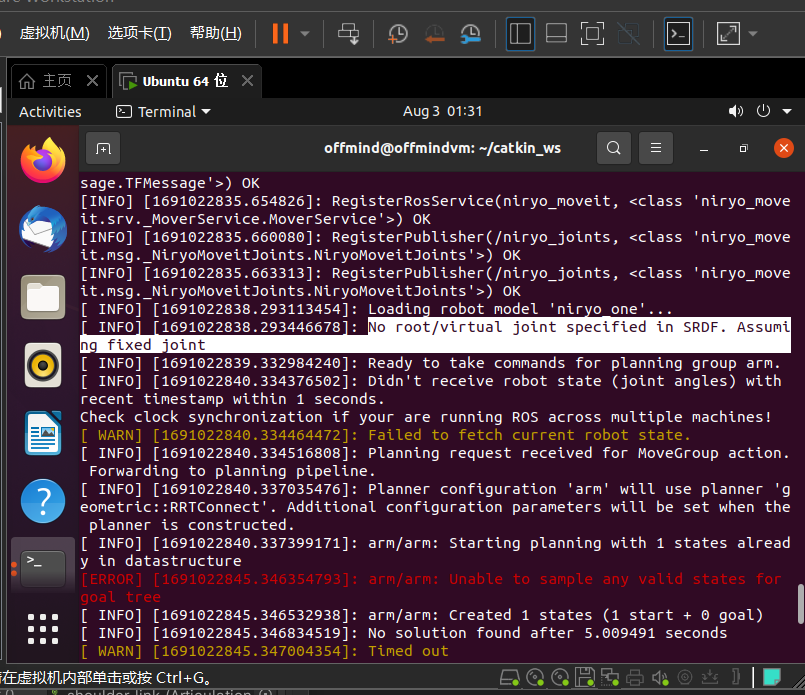 虚拟机(M) 选项卡(T) 帮助(H)
主页 Ubuntu 64 位
Activities Terminal Aug 3 01:31
offmind@offmindvm: ~/catkin_ws
sage.TFMessage'>) OK
[INFO] [1691022835.654826]: RegisterRosService(niryo_moveit, <class 'niryo_move
it.srv._MoverService.MoverService'>) OK
[INFO] [1691022835.660080]: RegisterPublisher(/niryo_joints, <class 'niryo_move
it.msg._NiryoMoveitJoints.NiryoMoveitJoints'>) OK
[INFO] [1691022835.663313]: RegisterPublisher(/niryo_joints, <class 'niryo_move
it.msg._NiryoMoveitJoints.NiryoMoveitJoints'>) OK
[ INFO] [1691022838.293113454]: Loading robot model 'niryo_one'...
[ INFO] [1691022838.293446678]: No root/virtual joint specified in SRDF. Assumi
ng fixed joint
[ INFO] [1691022839.332984240]: Ready to take commands for planning group arm.
[ INFO] [1691022840.334376502]: Didn't receive robot state (joint angles) with
recent timestamp within 1 seconds.
Check clock synchronization if your are running ROS across multiple machines!
[ WARN] [1691022840.334464472]: Failed to fetch current robot state.
[ INFO] [1691022840.334516808]: Planning request received for MoveGroup action.
Forwarding to planning pipeline.
[ INFO] [1691022840.337035476]: Planner configuration 'arm' will use planner 'g
eometric::RRTConnect'. Additional configuration parameters will be set when the
planner is constructed.
[ INFO] [1691022840.337399171]: arm/arm: Starting planning with 1 states alread
y in datastructure
[ERROR] [1691022845.346354793]: arm/arm: Unable to sample any valid states for
goal tree
[ INFO] [1691022845.346532938]: arm/arm: Created 1 states (1 start + 0 goal)
[ INFO] [1691022845.346834519]: No solution found after 5.009491 seconds
[ WARN] [1691022845.347004354]: Timed out
在虚拟机内部单击或按 Ctrl+G。